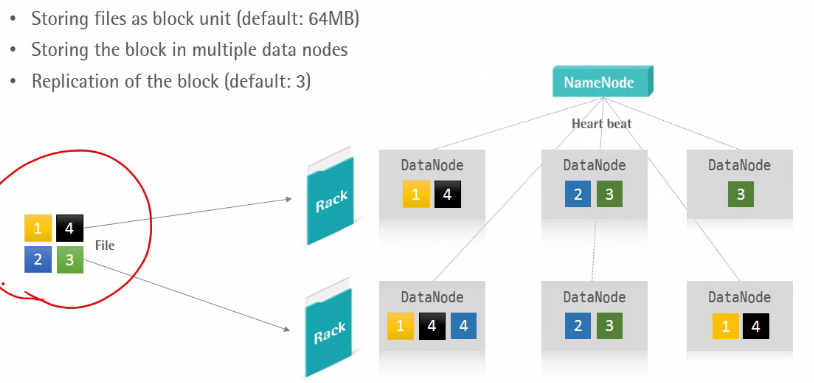 • Storing files as block unit (default: 64MB)
• Storing the block in multiple data nodes
• Replication of the block (default: 3)
NameNode
Heart beat
Rack
DataNode
1 4
DataNode
2 3
DataNode
3
1 4
2 3
File
Rack
DataNode
1 4 4
DataNode
2 3
DataNode
1 4